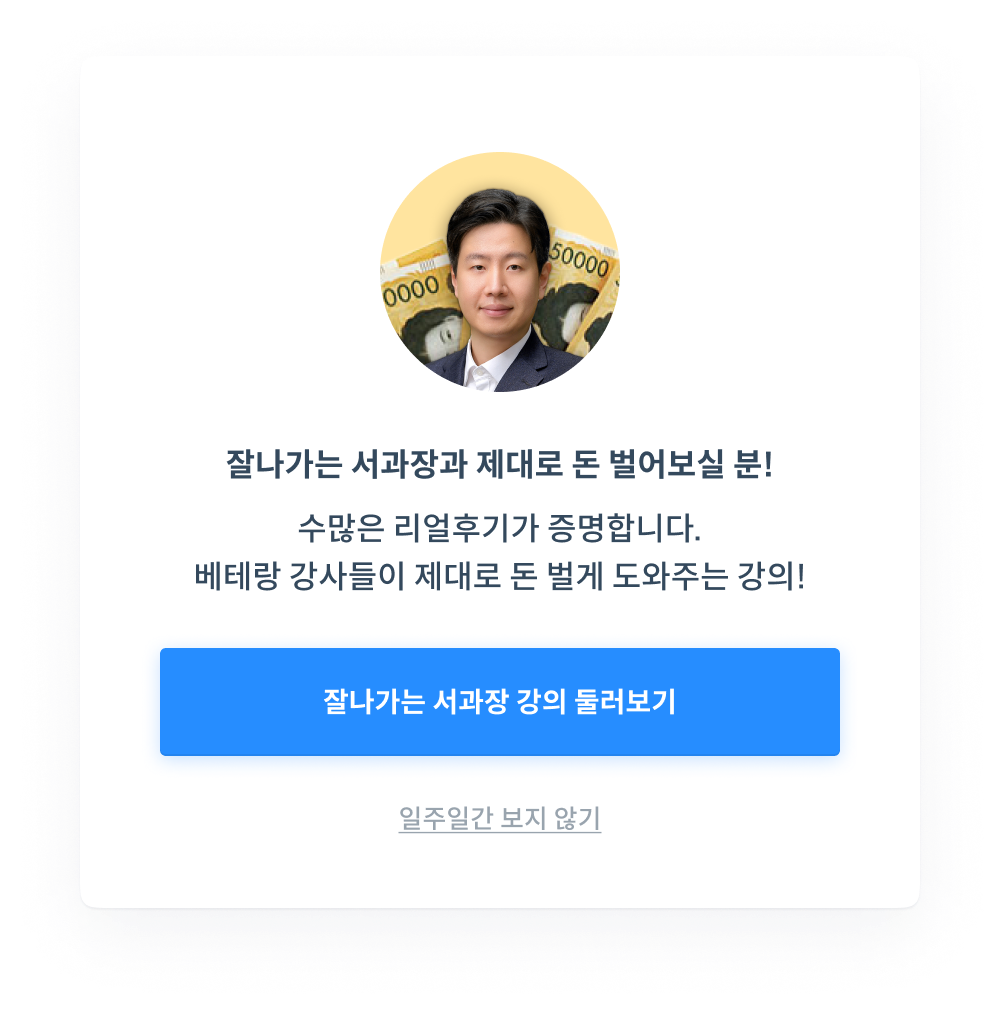 50000
0000
잘나가는 서과장과 제대로 돈 벌어보실 분!
수많은 리얼후기가 증명합니다.
베테랑 강사들이 제대로 돈 벌게 도와주는 강의!
잘나가는 서과장 강의 둘러보기
일주일간 보지 않기